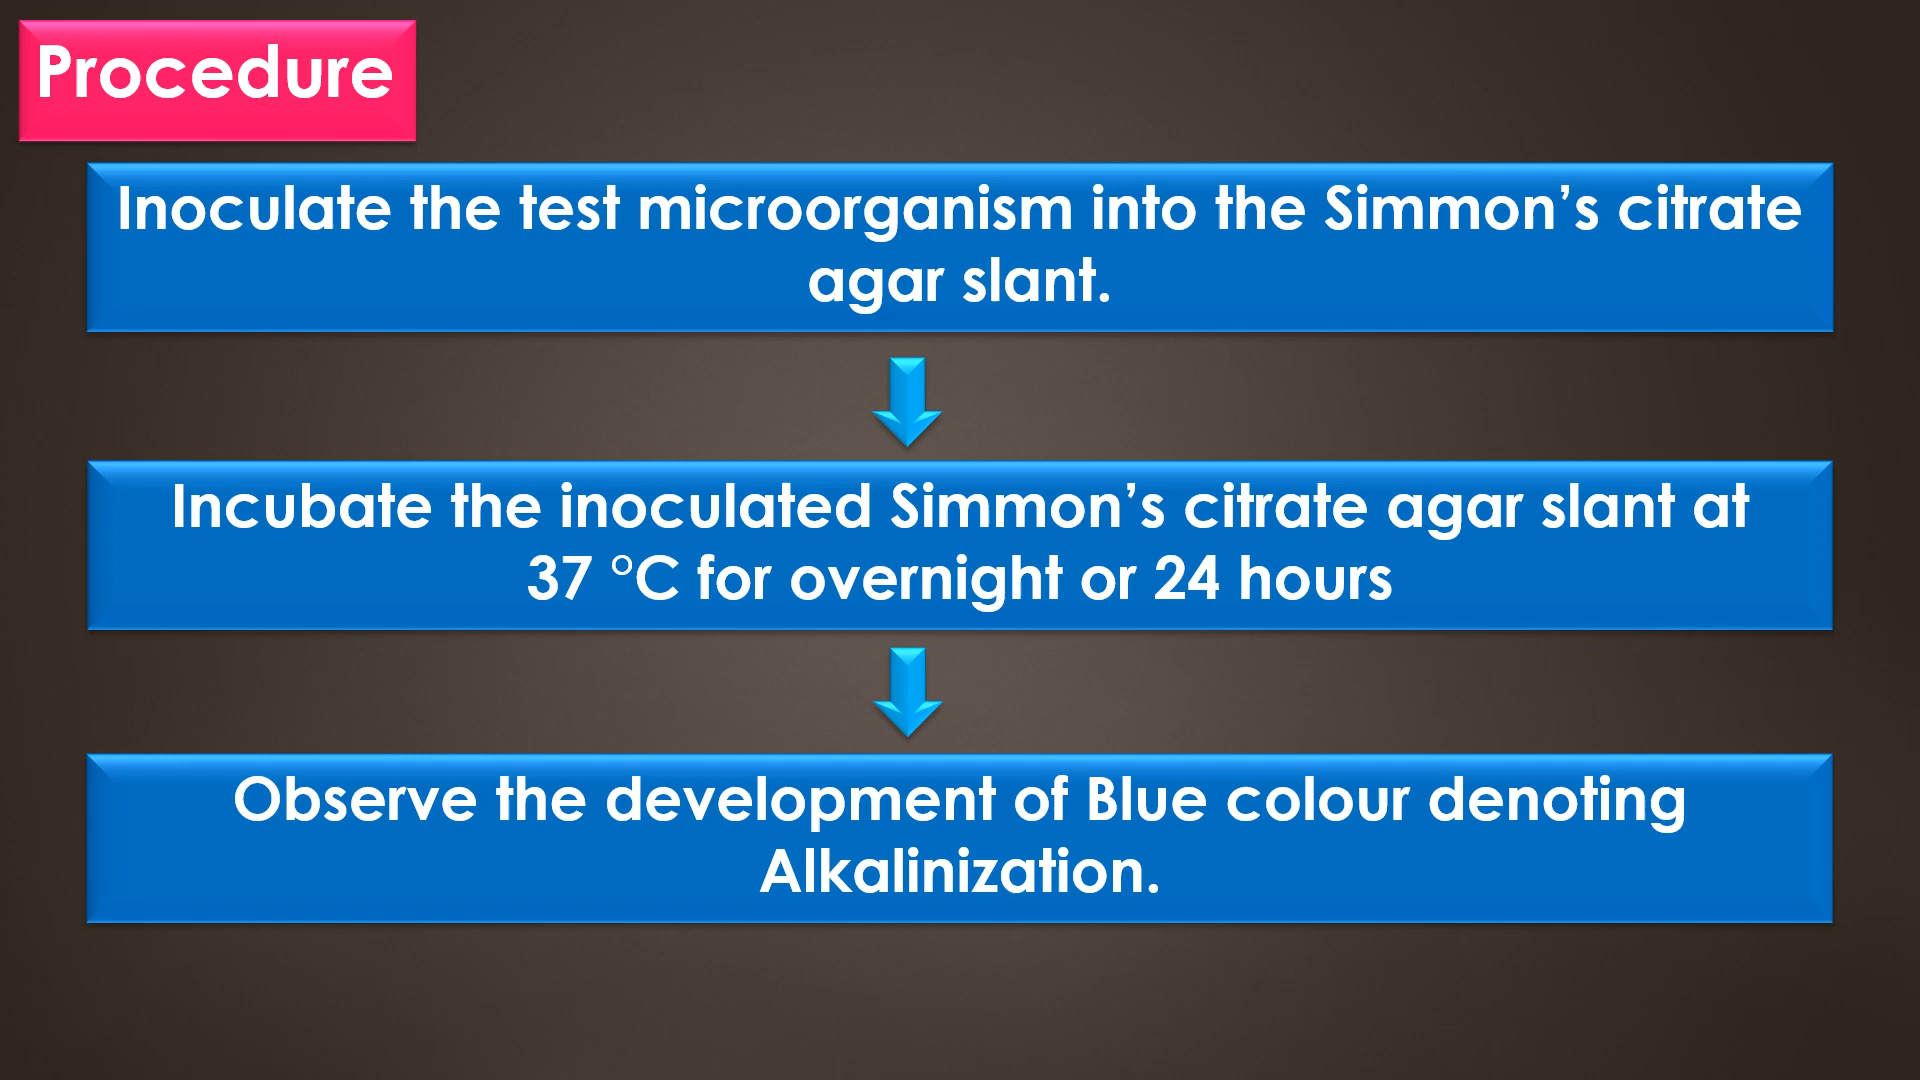 Procedure
Inoculate the test microorganism into the Simmon’s citrate
agar slant.
Incubate the inoculated Simmon’s citrate agar slant at
37 °C for overnight or 24 hours
Observe the development of Blue colour denoting
Alkalinization.